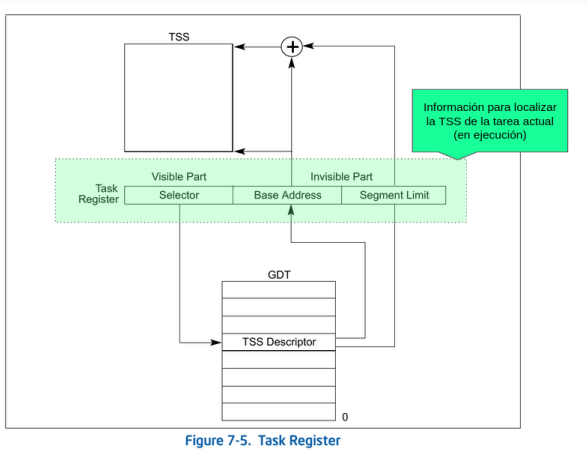 TSS
Información para localizar
la TSS de la tarea actual
(en ejecución)
Visible Part
Invisible Part
Task
Register
Selector
Base Address
Segment Limit
GDT
TSS Descriptor
0
Figure 7-5. Task Register